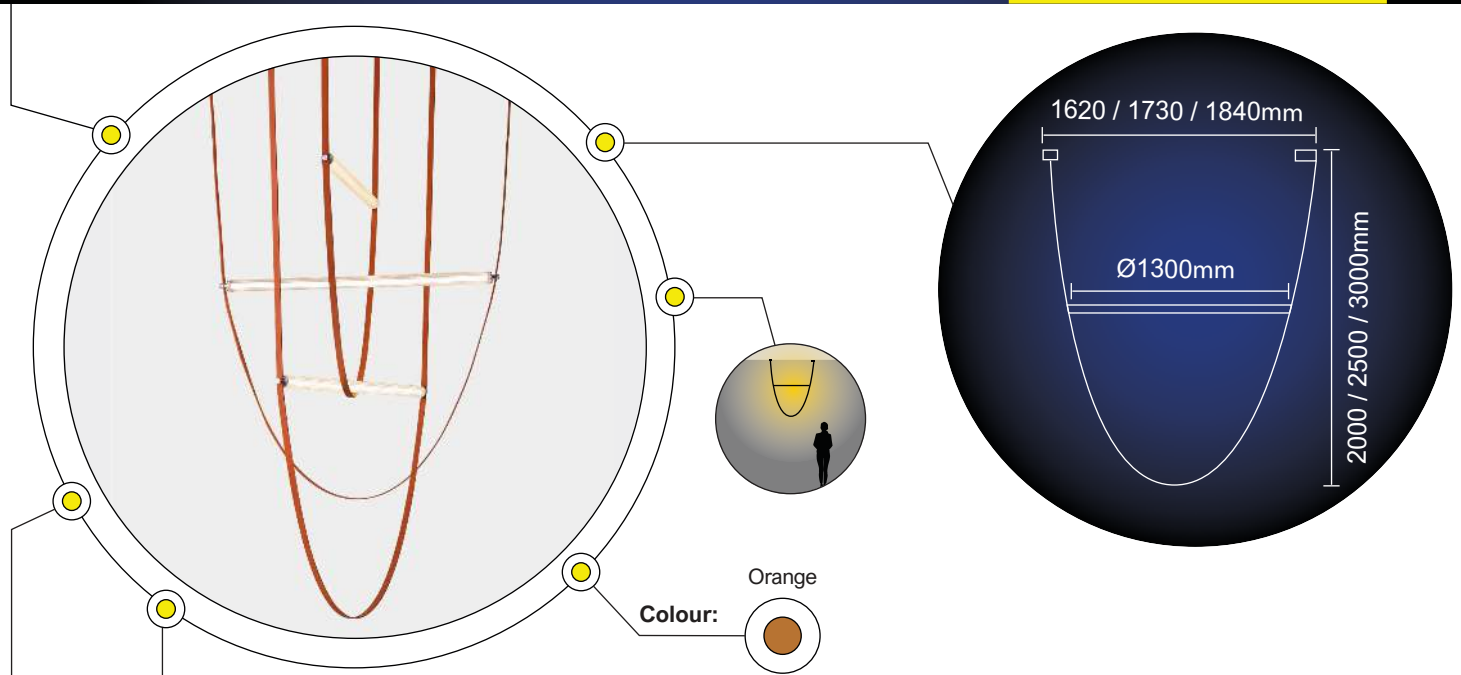 1620 / 1730 / 1840mm
Ø1300mm
2000 / 2500 / 3000mm
Orange
Colour: